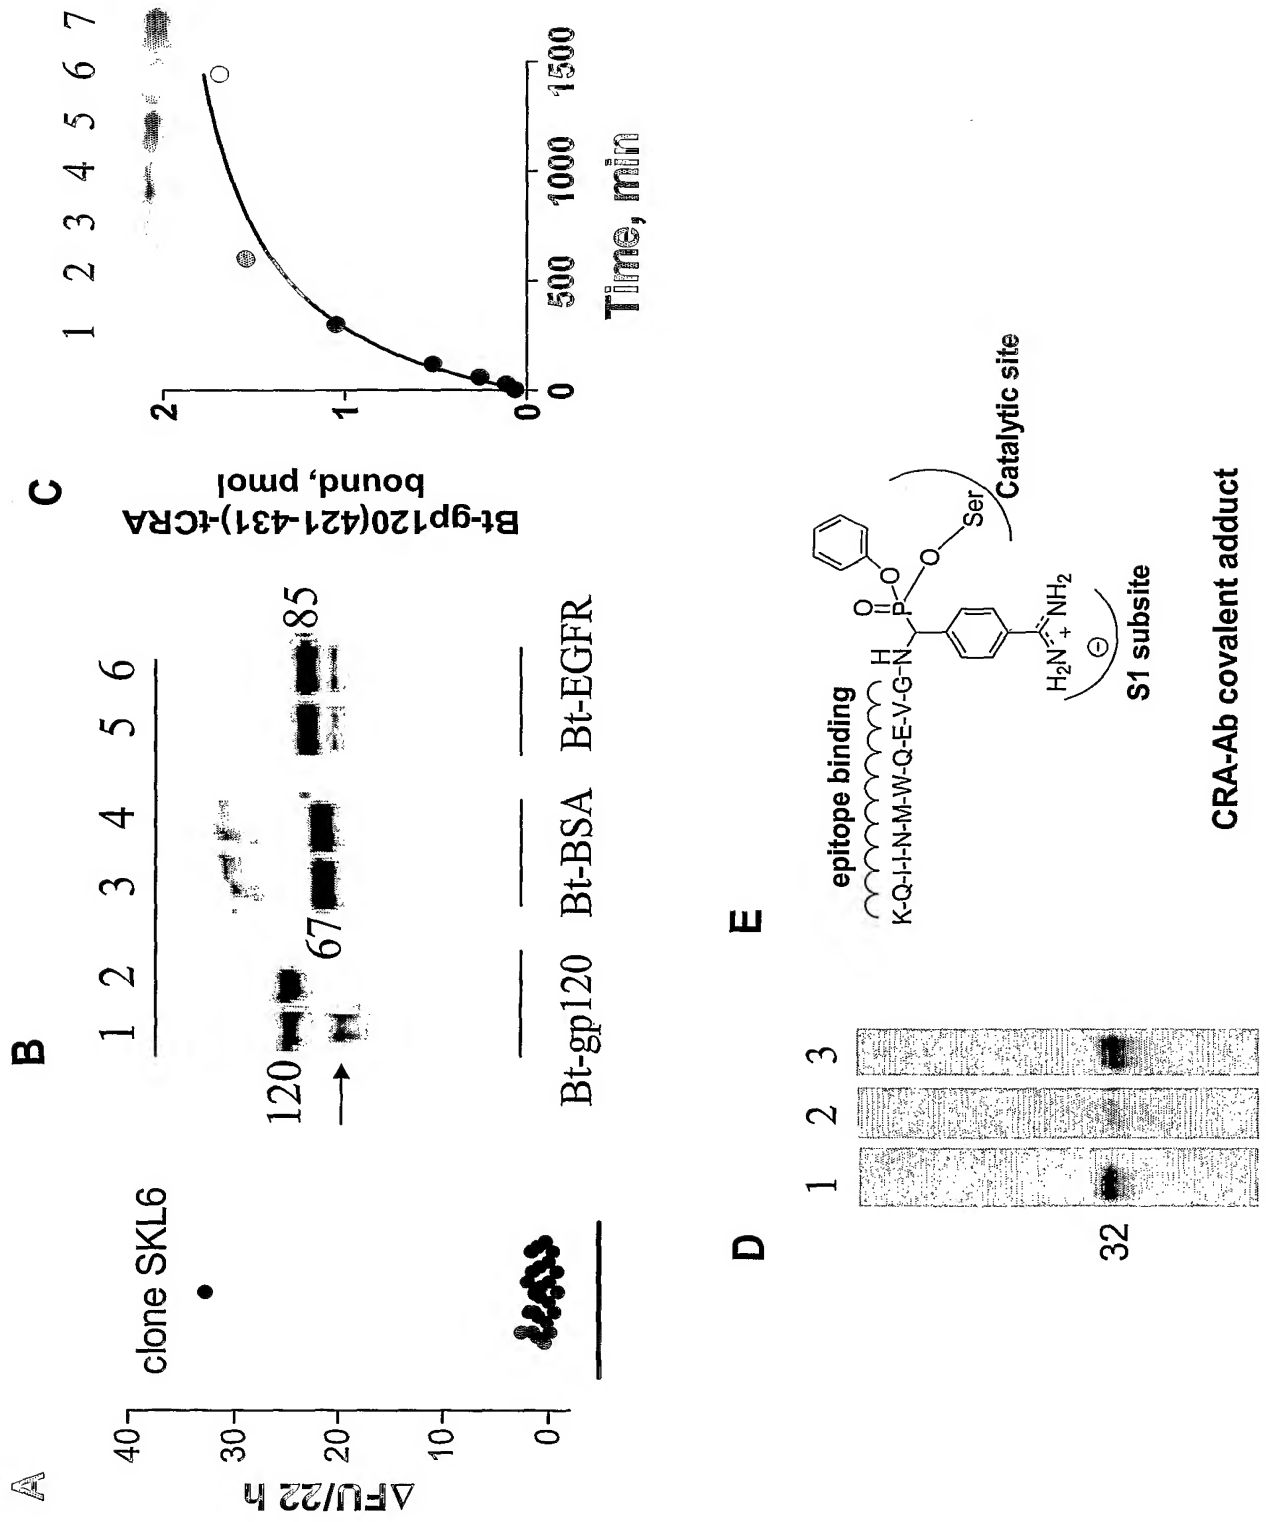 A
clone SKL6
40
30
20
10
0
ΔFU/22 h
B
1 2 3 4 5 6
120
67
85
Bt-gp120 Bt-BSA Bt-EGFR
C
1 2 3 4 5 6 7
2
1
0
0 500 1000 1500
Time, min
Bt-gp120(421-431)-tCRA
bound, pmol
D
1 2 3
32
E
epitope binding
K-Q-I-I-N-M-W-Q-E-V-G-N
H
O=P
O
O
Ser
Catalytic site
H₂N + NH₂
⊖
S1 subsite
CRA-Ab covalent adduct